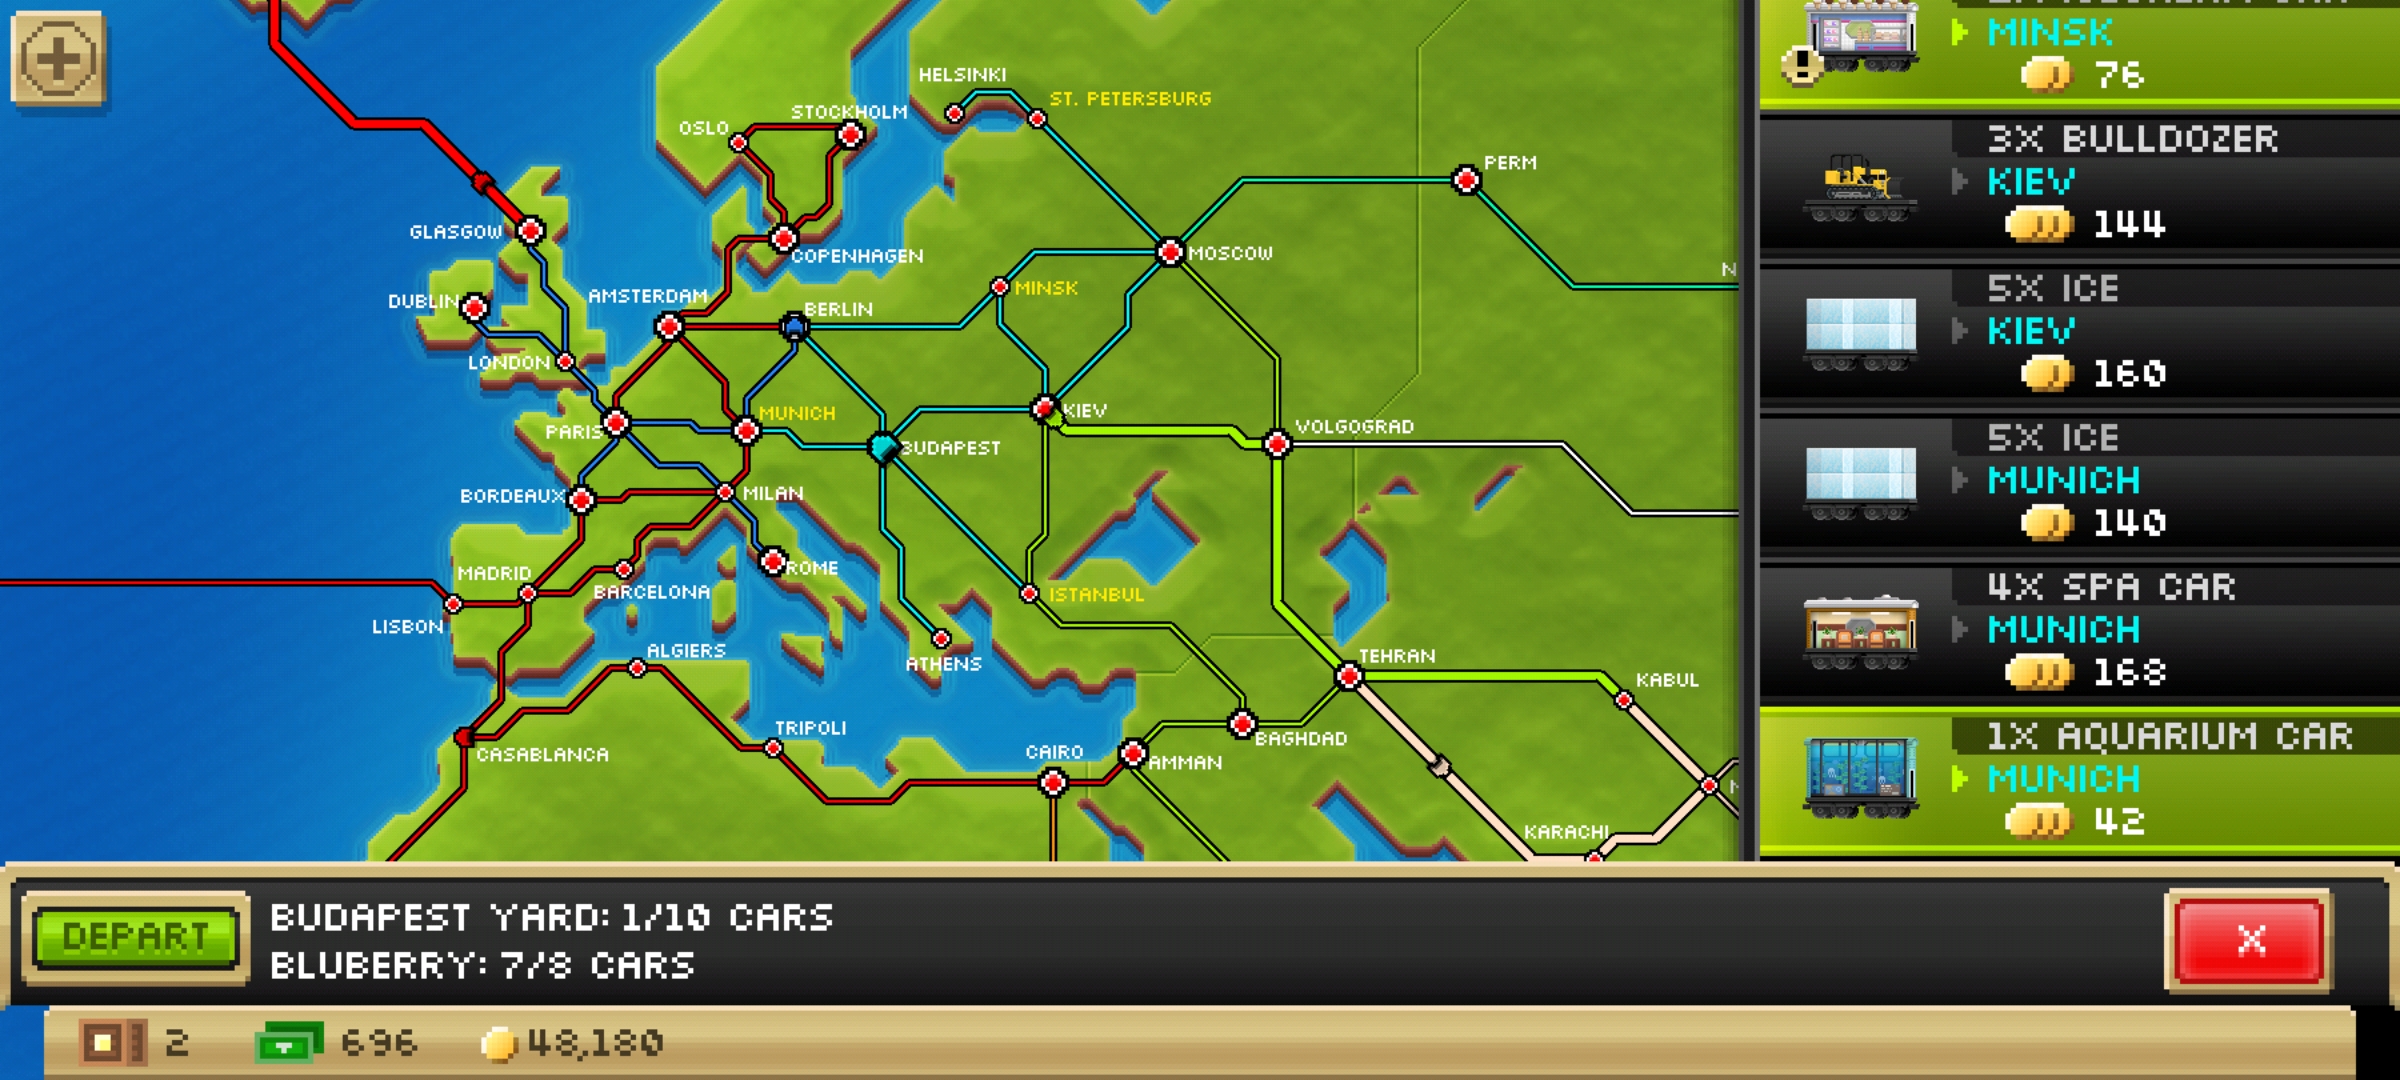 MINSK
76
HELSINKI
ST. PETERSBURG
STOCKHOLM
OSLO
3X BULLDOZER
KIEV
144
PERM
GLASGOW
COPENHAGEN
MOSCOW
N
5X ICE
KIEV
160
DUBLIN
AMSTERDAM
MINSK
BERLIN
LONDON
MUNICH
KIEV
VOLGOGRAD
PARIS
BUDAPEST
5X ICE
MUNICH
140
BORDEAUX
MILAN
ROME
MADRID
BARCELONA
ISTANBUL
4X SPA CAR
MUNICH
168
LISBON
ALGIERS
ATHENS
TEHRAN
KABUL
TRIPOLI
CASABLANCA
CAIRO
BAGHDAD
AMMAN
1X AQUARIUM CAR
MUNICH
42
KARACHI
DEPART
BUDAPEST YARD: 1/10 CARS
BLUBERRY: 7/8 CARS
X
2
696
48,180